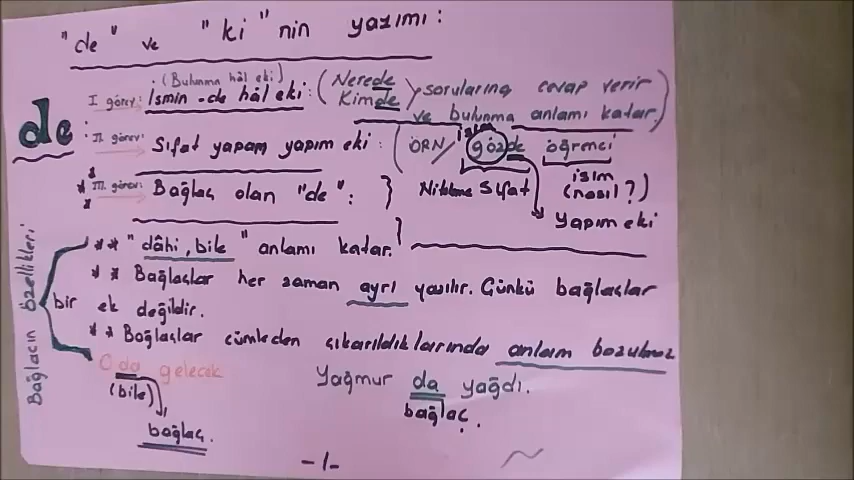 "de" ve "ki"nin yazımı:
(Bulunma hâl eki)
I görev: İsmin -de hâl eki: (Nerede Kimde) sorularına cevap verir
ve bulunma anlamı katar.)
de:
II. görev: Sıfat yapam yapım eki: (ÖRN/ gözde öğrenci
isim
Niteleme Sıfat
isim
(nasıl?)
yapım eki
** III. görev: Bağlaç olan "de": }
** "dâhi, bile" anlamı katar.}
** Bağlaçlar her zaman ayrı yazılır. Çünkü bağlaçlar
bir ek değildir.
** Bağlaçlar cümleden çıkarıldıklarında anlam bozulmaz
Bağlacın özellikleri
O da gelecek
(bile)
bağlaç.
Yağmur da yağdı.
bağlaç.
-1-